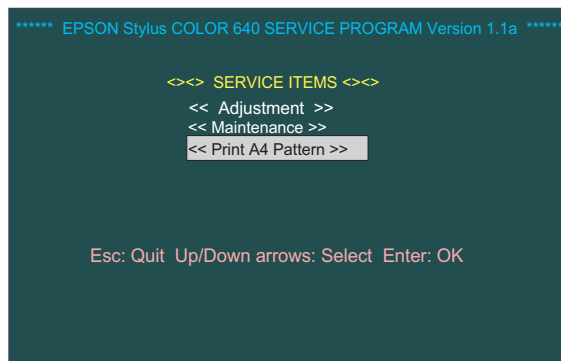 ****** EPSON Stylus COLOR 640 SERVICE PROGRAM Version 1.1a ******
<><> SERVICE ITEMS <><>
<< Adjustment >>
<< Maintenance >>
<< Print A4 Pattern >>
Esc: Quit Up/Down arrows: Select Enter: OK